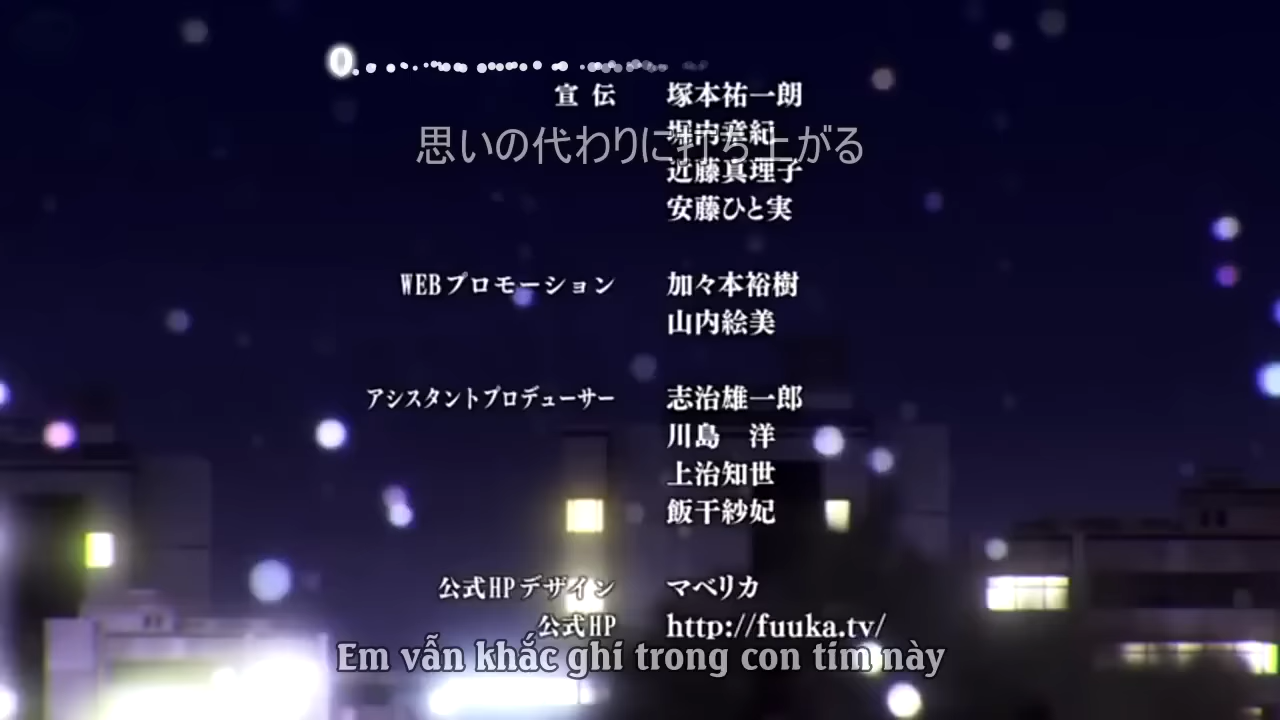 O
宣伝 塚本祐一朗
思いの代わりに打ち上がる
近藤真理子
安藤ひと実
WEBプロモーション 加々本裕樹
山内絵美
アシスタントプロデューサー 志治雄一郎
川島 洋
上治知世
飯干紗妃
公式HPデザイン マベリカ
公式HP http://fuuka.tv/
Em vẫn khắc ghi trong con tim này